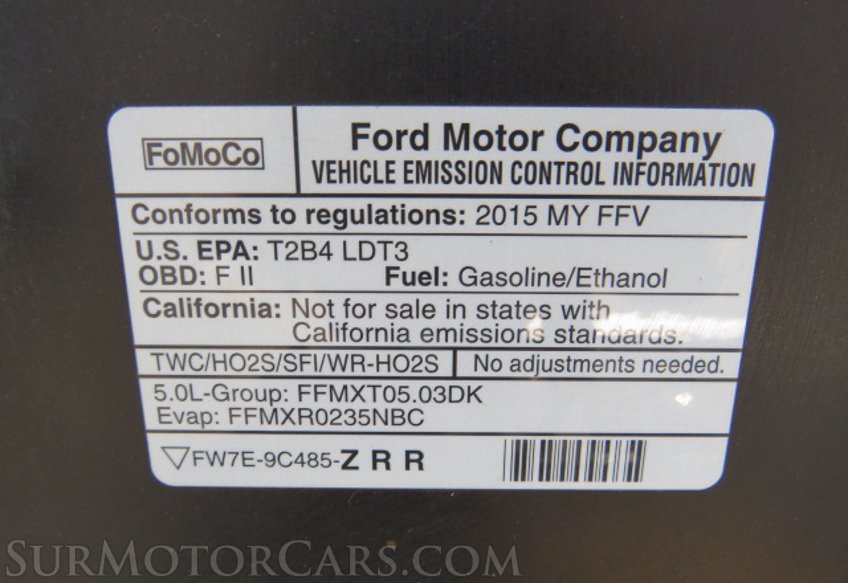 FoMoCo
Ford Motor Company
VEHICLE EMISSION CONTROL INFORMATION
Conforms to regulations: 2015 MY FFV
U.S. EPA: T2B4 LDT3
OBD: F II Fuel: Gasoline/Ethanol
California: Not for sale in states with
California emissions standards.
TWC/HO2S/SFI/WR-HO2S No adjustments needed.
5.0L-Group: FFMXT05.03DK
Evap: FFMXR0235NBC
▽FW7E-9C485-Z R R
SURMOTORCARS.COM